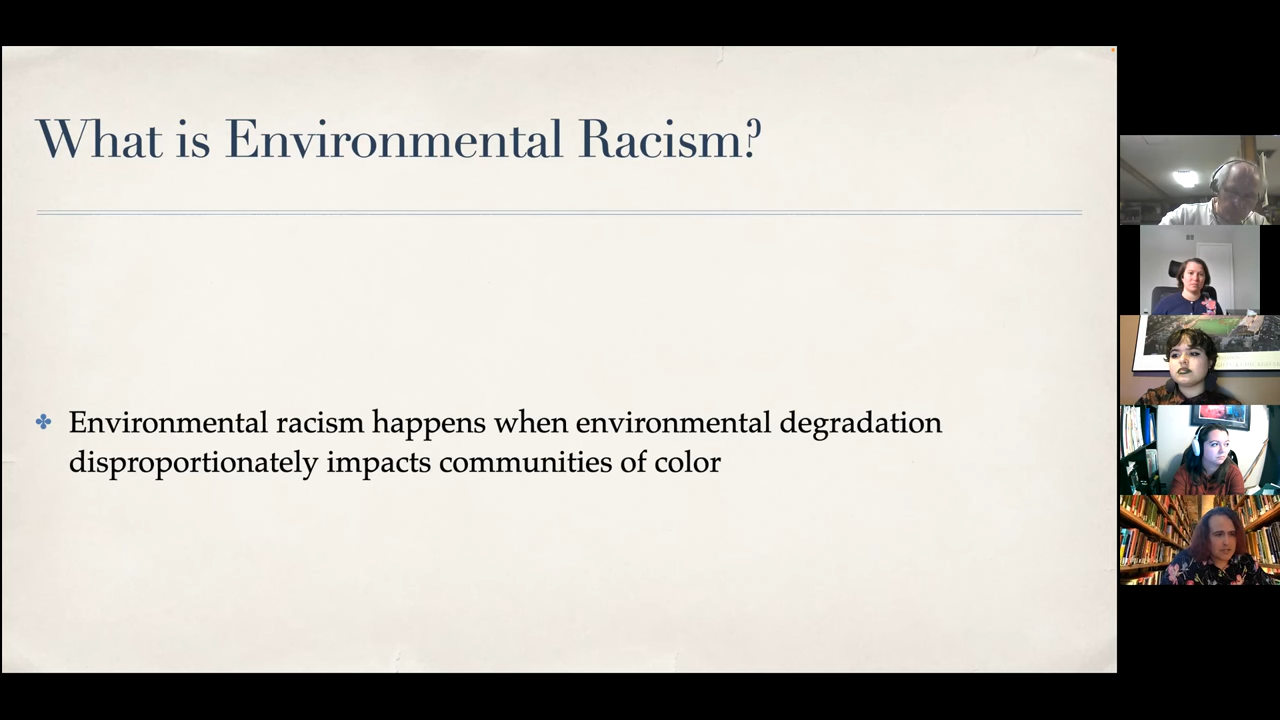 What is Environmental Racism?
Environmental racism happens when environmental degradation
disproportionately impacts communities of color